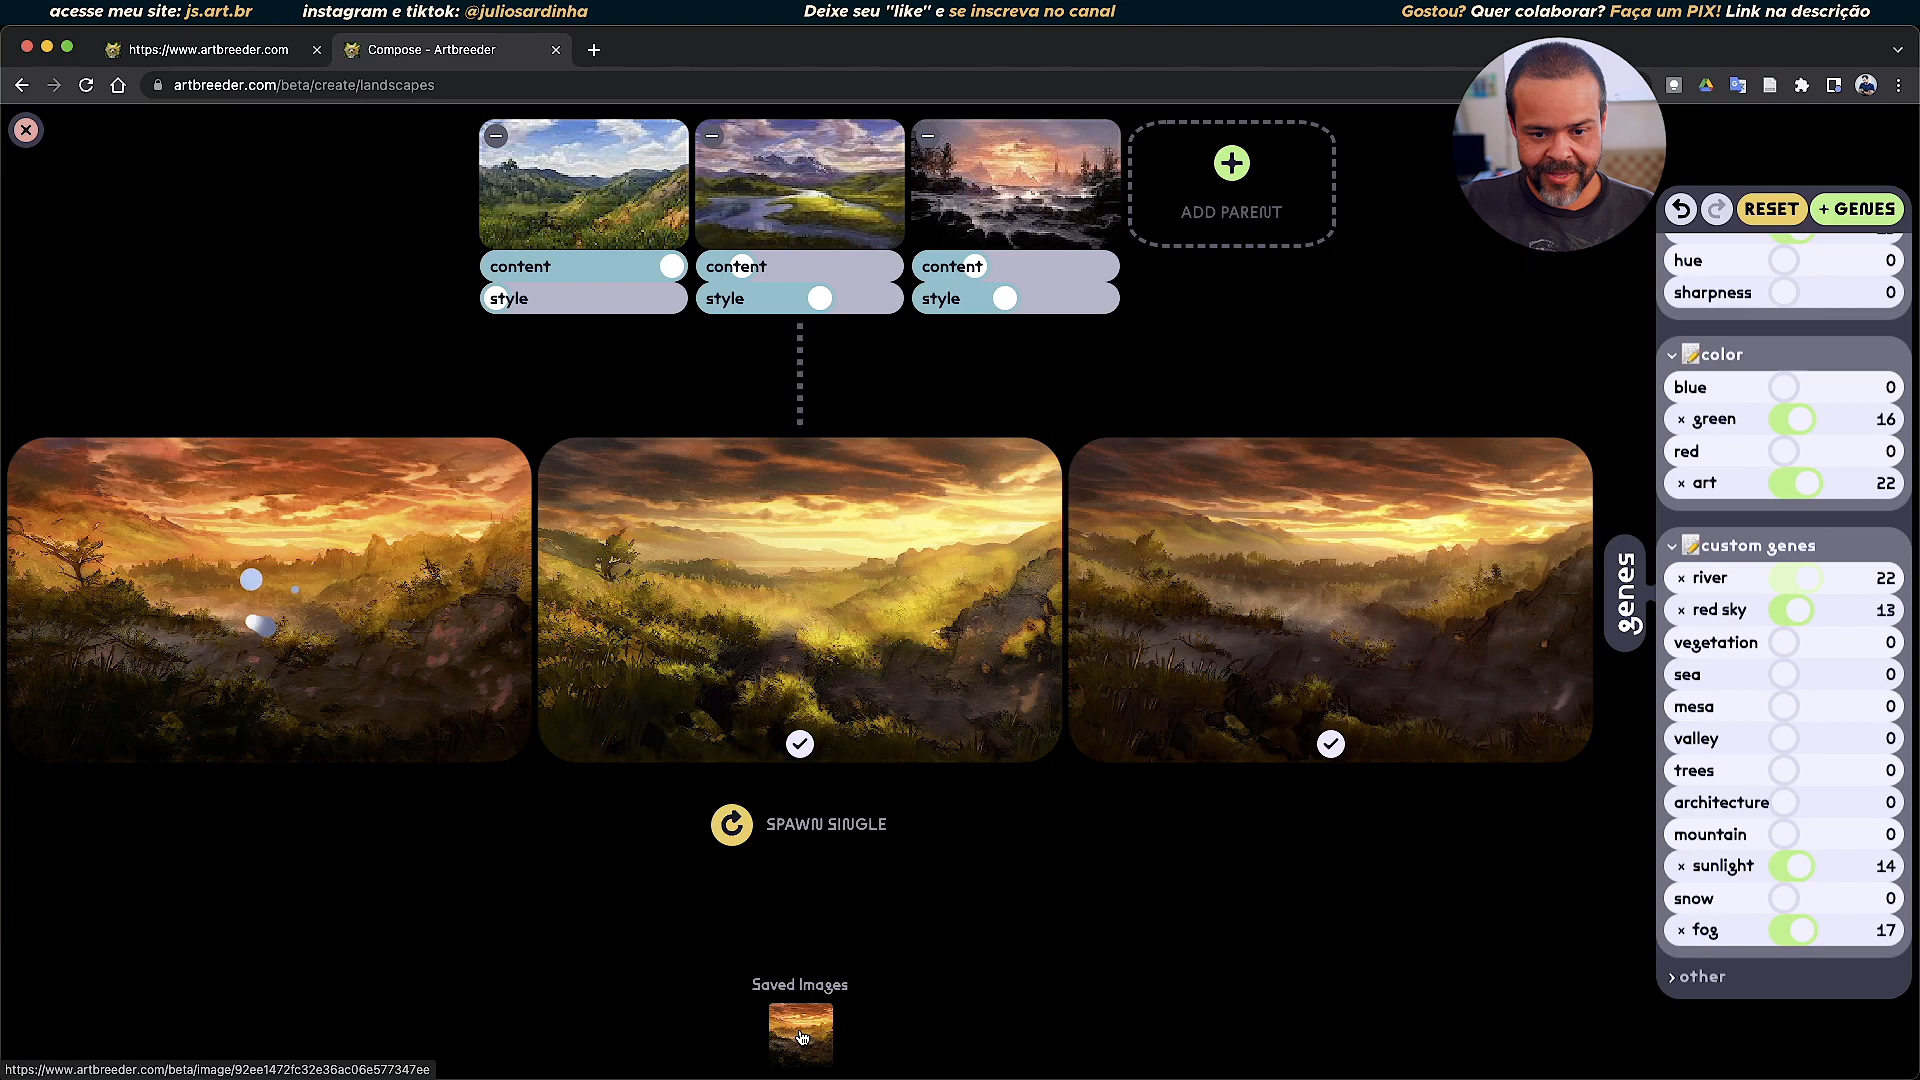 acesse meu site: js.art.br
instagram e tiktok: @juliosardinha
Deixe seu "like" e se inscreva no canal
Gostou? Quer colaborar? Faça um PIX! Link na descrição
https://www.artbreeder.com
Compose - Artbreeder
artbreeder.com/beta/create/landscapes
ADD PARENT
content
style
content
style
content
style
RESET
+ GENES
hue 0
sharpness 0
color
blue 0
× green 16
red 0
× art 22
custom genes
× river 22
× red sky 13
vegetation 0
sea 0
mesa 0
valley 0
trees 0
architecture 0
mountain 0
× sunlight 14
snow 0
× fog 17
other
genes
SPAWN SINGLE
Saved Images
https://www.artbreeder.com/beta/image/92ee1472fc32e36ac06e577347ee